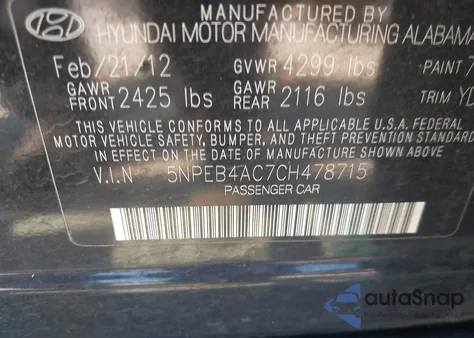 MANUFACTURED BY
HYUNDAI MOTOR MANUFACTURING ALABAMA
Feb/21/12 GVWR 4299 lbs PAINT
GAWR FRONT 2425 lbs GAWR REAR 2116 lbs TRIM YD
THIS VEHICLE CONFORMS TO ALL APPLICABLE U.S.A. FEDERAL
MOTOR VEHICLE SAFETY, BUMPER, AND THEFT PREVENTION STANDARD
IN EFFECT ON THE DATE OF MANUFACTURE SHOWN ABOVE.
V.I.N 5NPEB4AC7CH478715
PASSENGER CAR
autoSnap